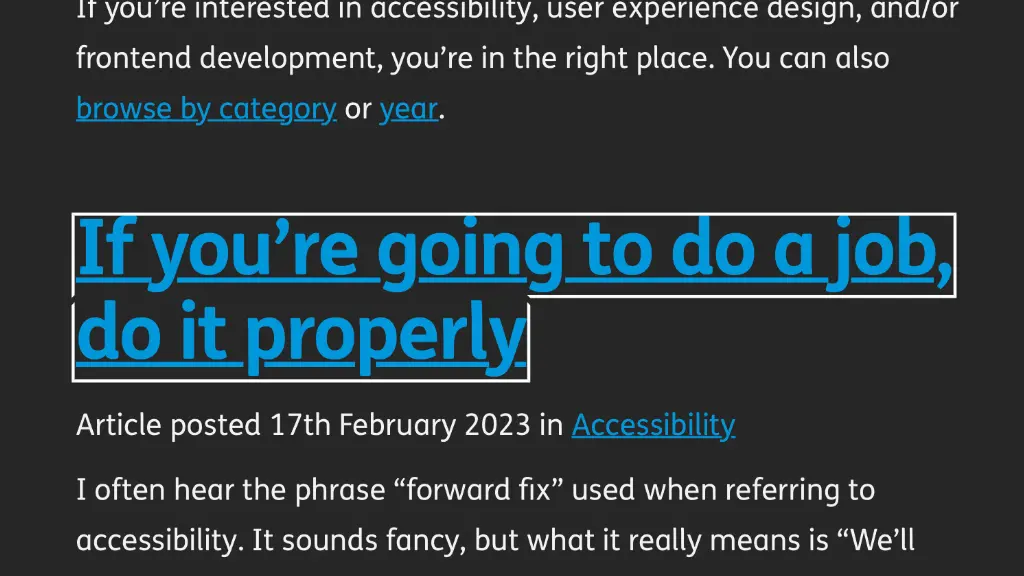 If you’re interested in accessibility, user experience design, and/or
frontend development, you’re in the right place. You can also
browse by category or year.
If you’re going to do a job,
do it properly
Article posted 17th February 2023 in Accessibility
I often hear the phrase “forward fix” used when referring to
accessibility. It sounds fancy, but what it really means is “We’ll